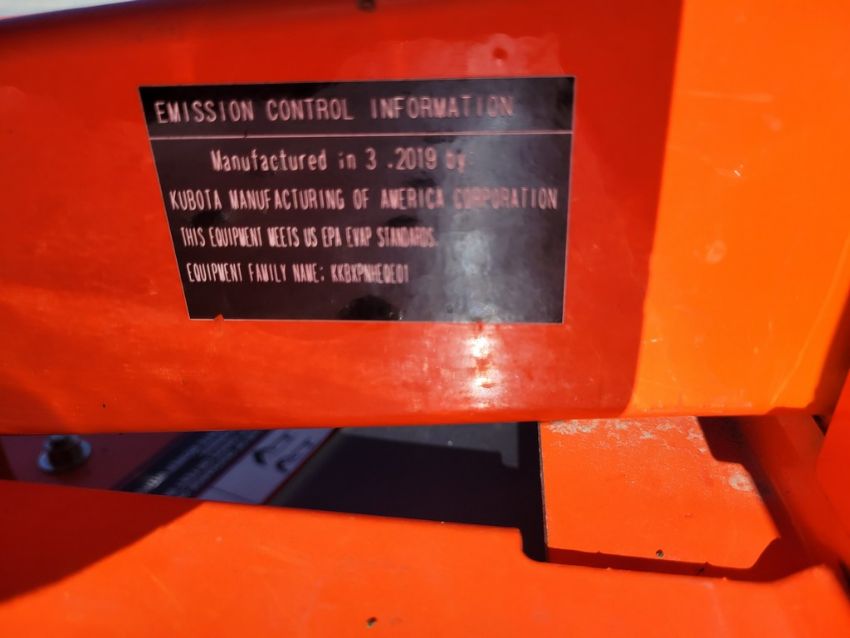 EMISSION CONTROL INFORMATION
Manufactured in 3 .2019 by:
KUBOTA MANUFACTURING OF AMERICA CORPORATION
THIS EQUIPMENT MEETS US EPA EVAP STANDARDS.
EQUIPMENT FAMILY NAME: KKBXPNHEQE01